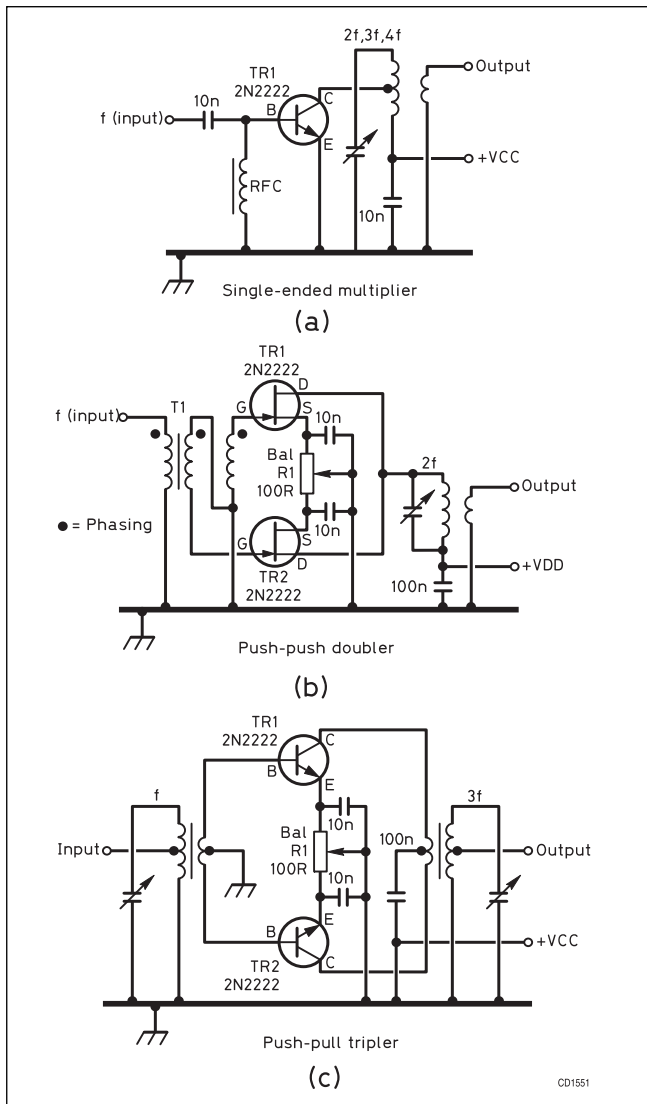 2f,3f,4f
TR1
2N2222
Output
C
10n
B
f (input)
E
RFC
+VCC
10n
Single-ended multiplier
(a)
TR1
2N2222
D
f (input)
T1
G
S
10n
Bal
R1
100R
2f
Output
● = Phasing
10n
G
S
D
+VDD
TR2
2N2222
100n
Push-push doubler
(b)
TR1
2N2222
C
B
f
E
3f
10n
100n
Input
Bal
R1
100R
Output
10n
B
E
+VCC
TR2
2N2222
C
Push-pull tripler
(c)
CD1551